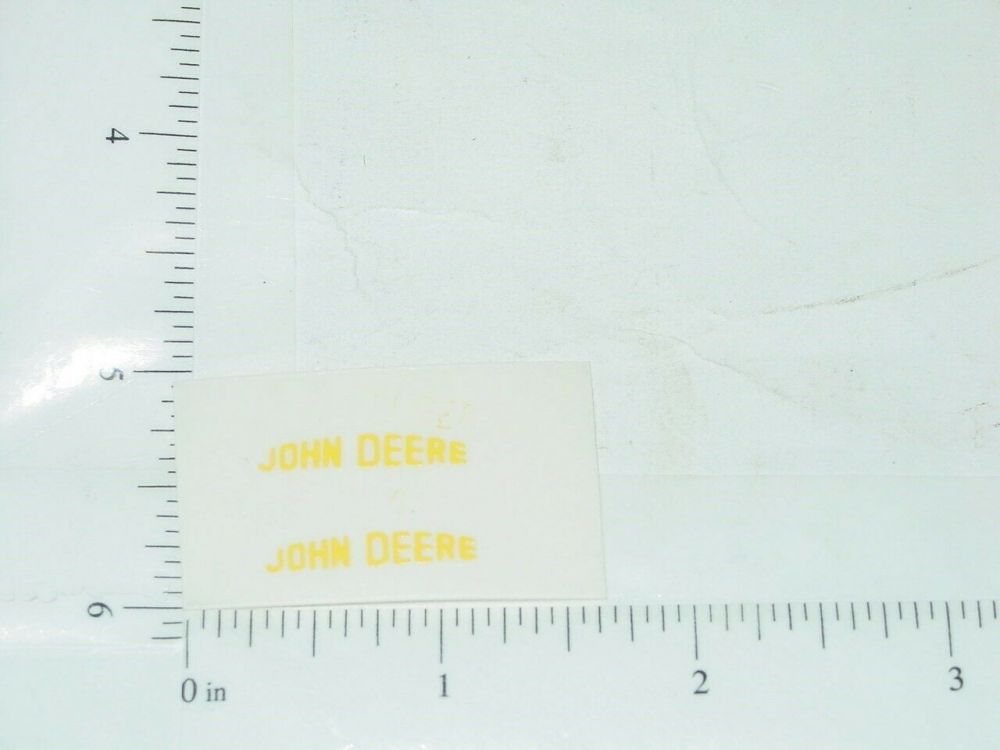 4
5
JOHN DEERE
JOHN DEERE
6
0 in 1 2 3